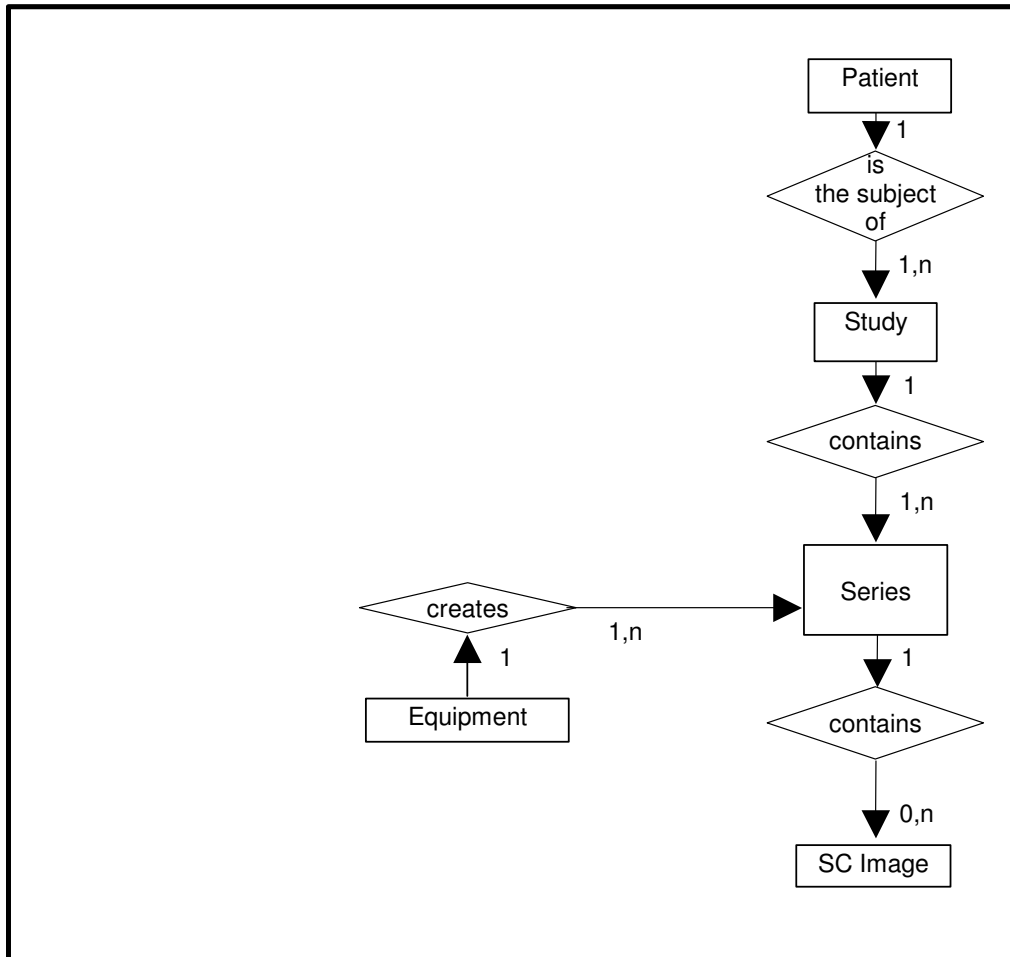 Patient
1
is
the subject
of
1,n
Study
1
contains
1,n
Series
creates
1,n
1
1
Equipment
contains
0,n
SC Image